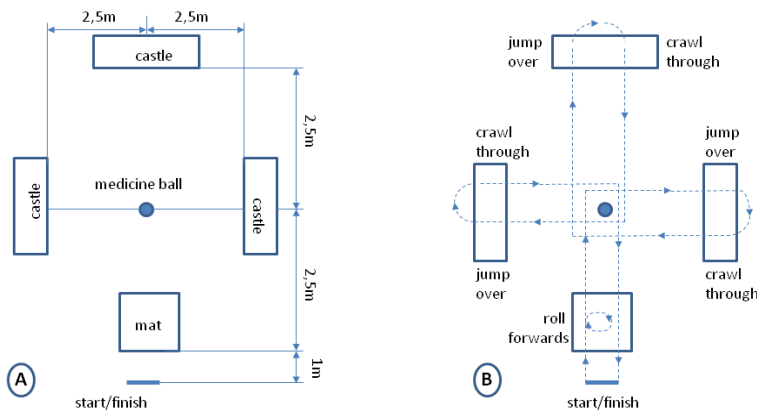 2,5m
2,5m
castle
2,5m
castle
medicine ball
castle
2,5m
mat
1m
A
start/finish
jump
over
crawl
through
crawl
through
jump
over
jump
over
crawl
through
roll
forwards
B
start/finish